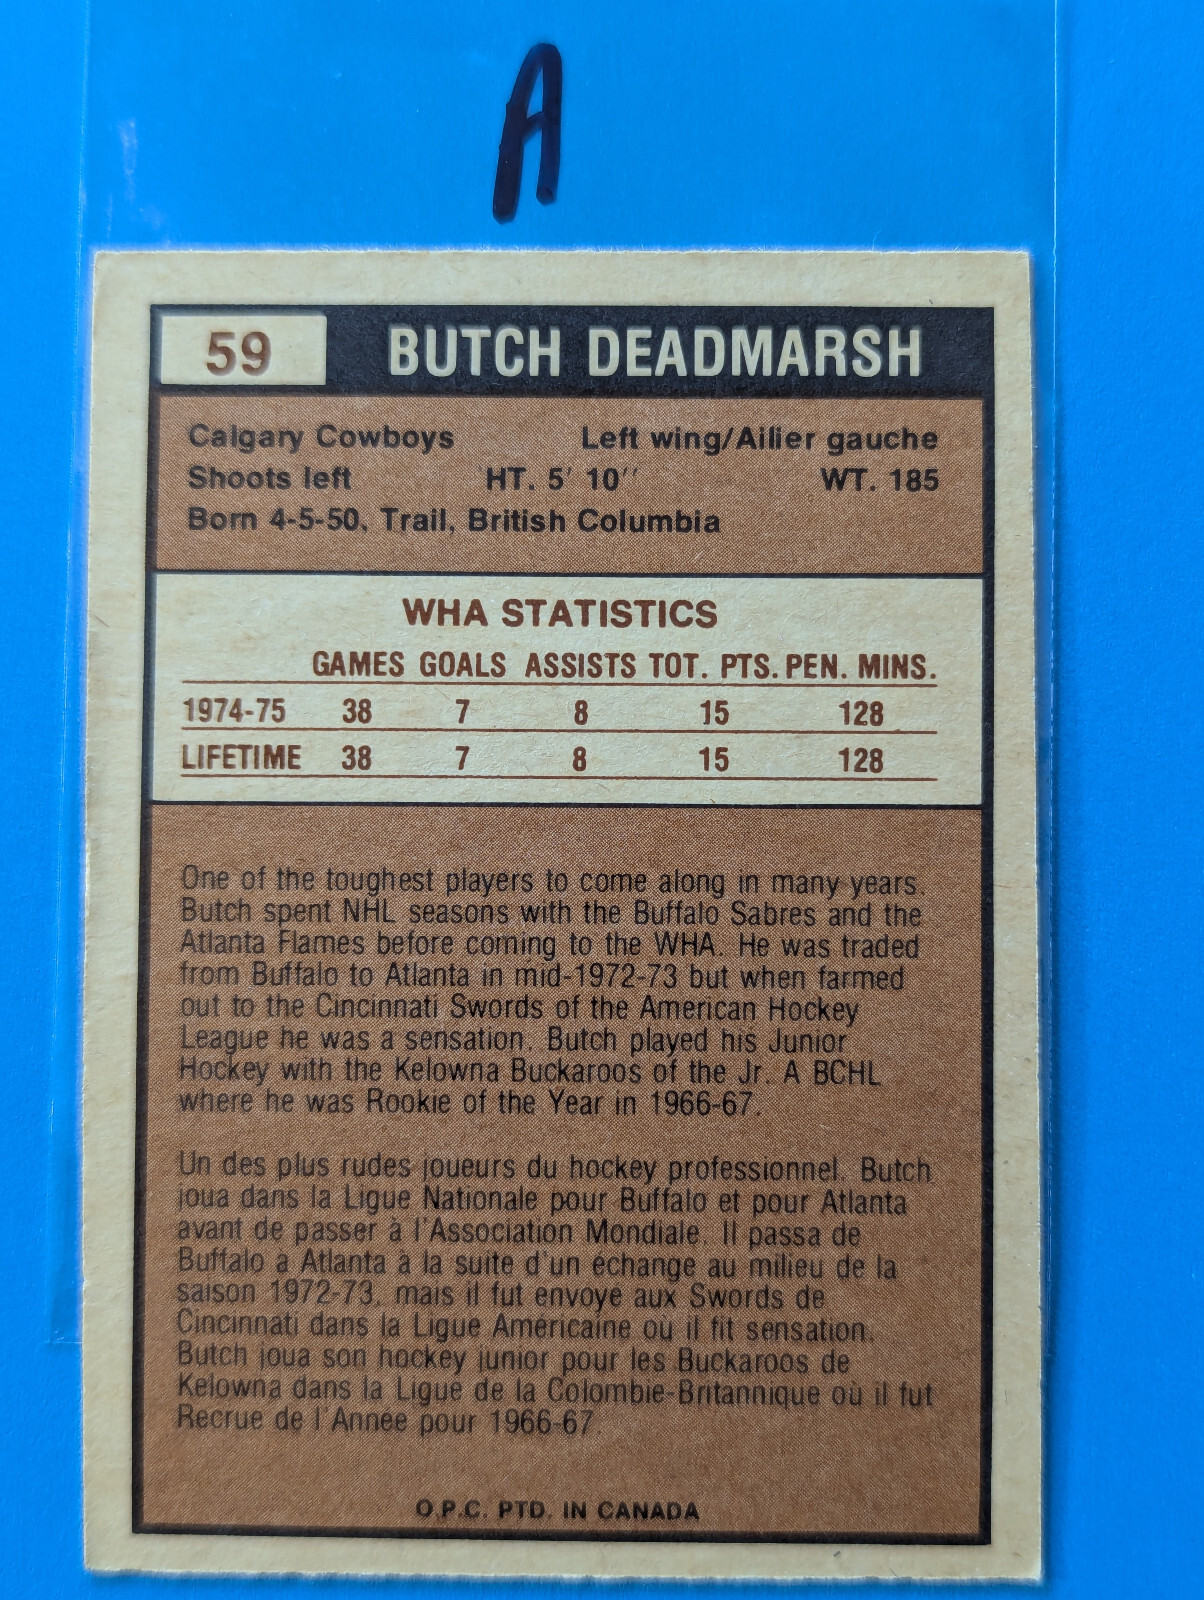 A
59 BUTCH DEADMARSH
Calgary Cowboys Left wing/Ailier gauche
Shoots left HT. 5' 10'' WT. 185
Born 4-5-50, Trail, British Columbia
WHA STATISTICS
GAMES GOALS ASSISTS TOT. PTS. PEN. MINS.
1974-75 38 7 8 15 128
LIFETIME 38 7 8 15 128
One of the toughest players to come along in many years.
Butch spent NHL seasons with the Buffalo Sabres and the
Atlanta Flames before coming to the WHA. He was traded
from Buffalo to Atlanta in mid-1972-73 but when farmed
out to the Cincinnati Swords of the American Hockey
League he was a sensation. Butch played his Junior
Hockey with the Kelowna Buckaroos of the Jr. A BCHL
where he was Rookie of the Year in 1966-67.
Un des plus rudes joueurs du hockey professionnel. Butch
joua dans la Ligue Nationale pour Buffalo et pour Atlanta
avant de passer à l'Association Mondiale. Il passa de
Buffalo à Atlanta à la suite d'un échange au milieu de la
saison 1972-73, mais il fut envoyé aux Swords de
Cincinnati dans la Ligue Américaine où il fit sensation.
Butch joua son hockey junior pour les Buckaroos de
Kelowna dans la Ligue de la Colombie-Britannique où il fut
Recrue de l'Année pour 1966-67.
O.P.C. PTD. IN CANADA